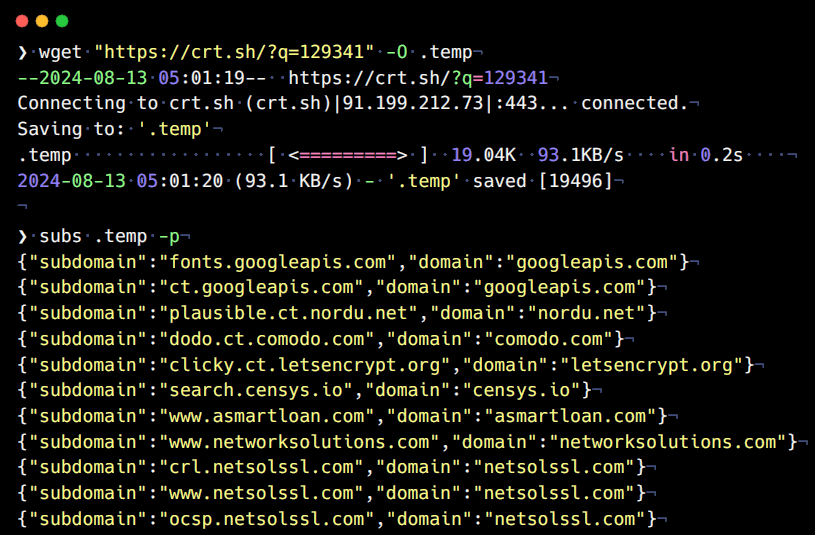 ❯ wget "https://crt.sh/?q=129341" -O .temp¬
--2024-08-13 05:01:19-- https://crt.sh/?q=129341¬
Connecting to crt.sh (crt.sh)|91.199.212.73|:443... connected.¬
Saving to: '.temp'¬
.temp [ <=========> ] 19.04K 93.1KB/s in 0.2s ¬
2024-08-13 05:01:20 (93.1 KB/s) - '.temp' saved [19496]¬
¬
❯ subs .temp -p¬
{"subdomain":"fonts.googleapis.com","domain":"googleapis.com"}¬
{"subdomain":"ct.googleapis.com","domain":"googleapis.com"}¬
{"subdomain":"plausible.ct.nordu.net","domain":"nordu.net"}¬
{"subdomain":"dodo.ct.comodo.com","domain":"comodo.com"}¬
{"subdomain":"clicky.ct.letsencrypt.org","domain":"letsencrypt.org"}¬
{"subdomain":"search.censys.io","domain":"censys.io"}¬
{"subdomain":"www.asmartloan.com","domain":"asmartloan.com"}¬
{"subdomain":"www.networksolutions.com","domain":"networksolutions.com"}¬
{"subdomain":"crl.netsolssl.com","domain":"netsolssl.com"}¬
{"subdomain":"www.netsolssl.com","domain":"netsolssl.com"}¬
{"subdomain":"ocsp.netsolssl.com","domain":"netsolssl.com"}¬